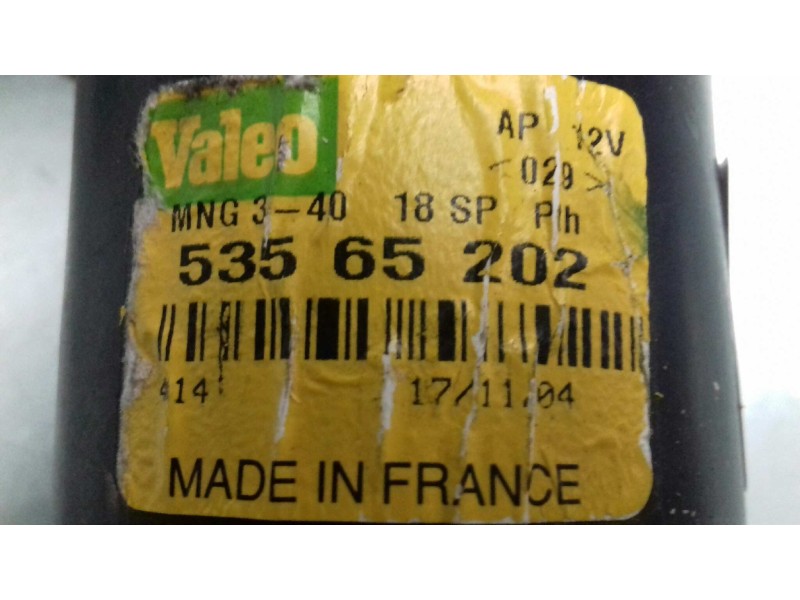 Valeo
AP 12V
<029>
MNG 3-40 18 SP Plh
535 65 202
414 17/11/04
MADE IN FRANCE